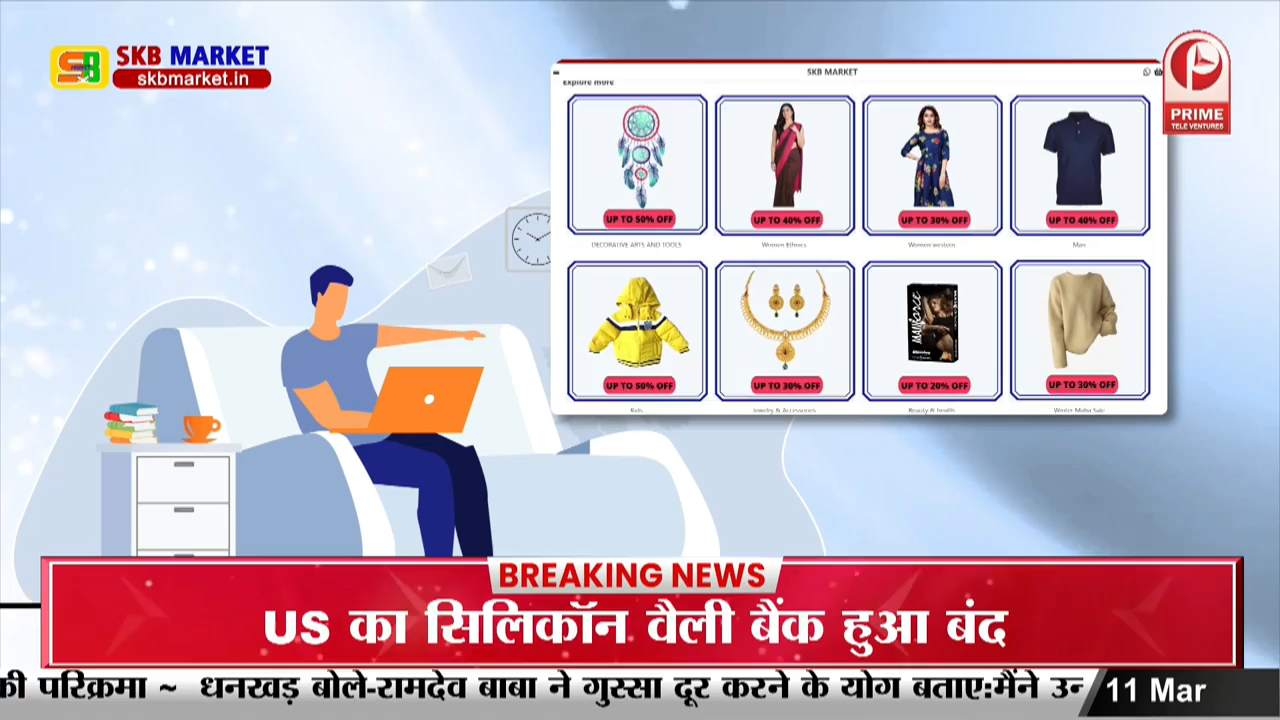 SKB MARKET
skbmarket.in
SKB MARKET
Explore more
PRIME
TELE VENTURES
UP TO 50% OFF
UP TO 40% OFF
UP TO 30% OFF
UP TO 40% OFF
DECORATIVE ARTS AND TOOLS
Women Ethnics
Women western
Man
MANFORCE
UP TO 50% OFF
UP TO 30% OFF
UP TO 20% OFF
UP TO 30% OFF
Kids
Jewelry & Accessories
Beauty & health
Winter Maha Sale
BREAKING NEWS
US का सिलिकॉन वैली बैंक हुआ बंद
की परिक्रमा ~ धनखड़ बोले-रामदेव बाबा ने गुस्सा दूर करने के योग बताए:मैंने उन
11 Mar